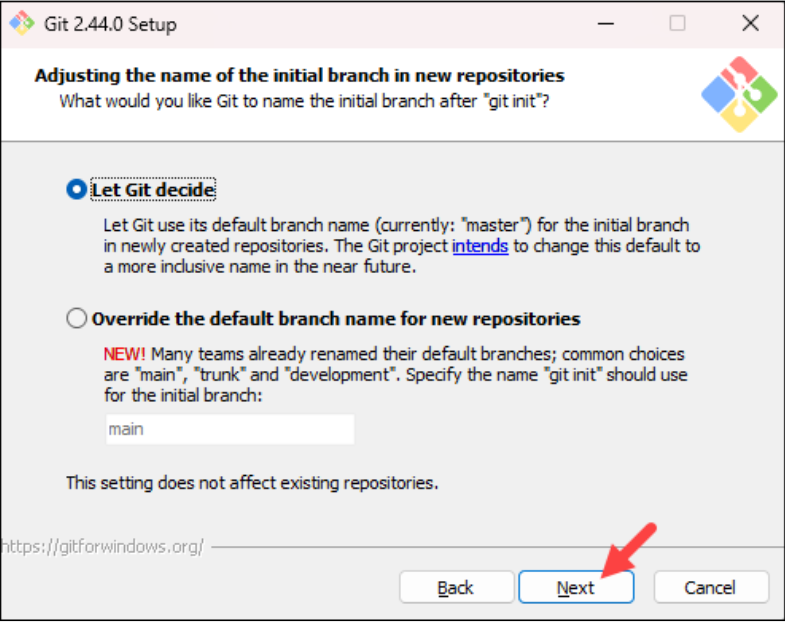 Git 2.44.0 Setup
Adjusting the name of the initial branch in new repositories
What would you like Git to name the initial branch after "git init"?
Let Git decide
Let Git use its default branch name (currently: "master") for the initial branch
in newly created repositories. The Git project intends to change this default to
a more inclusive name in the near future.
Override the default branch name for new repositories
NEW! Many teams already renamed their default branches; common choices
are "main", "trunk" and "development". Specify the name "git init" should use
for the initial branch:
main
This setting does not affect existing repositories.
https://gitforwindows.org/
Back Next Cancel